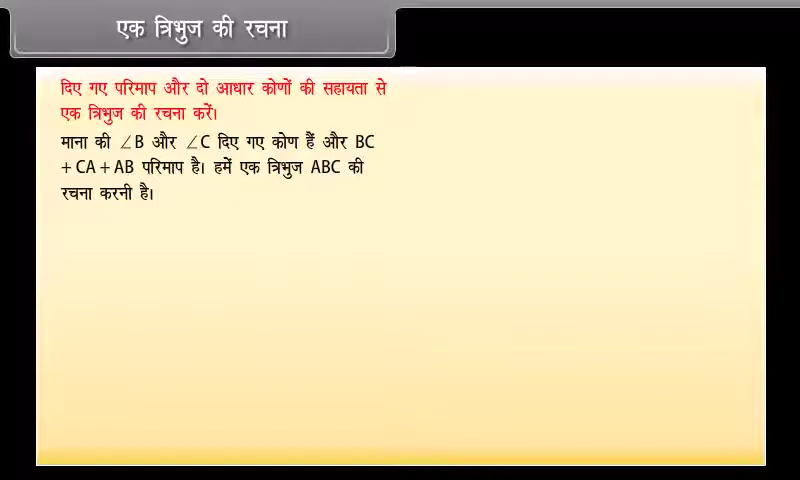 एक त्रिभुज की रचना
दिए गए परिमाप और दो आधार कोणों की सहायता से
एक त्रिभुज की रचना करें।
माना की ∠B और ∠C दिए गए कोण हैं और BC
+ CA + AB परिमाप है। हमें एक त्रिभुज ABC की
रचना करनी है।